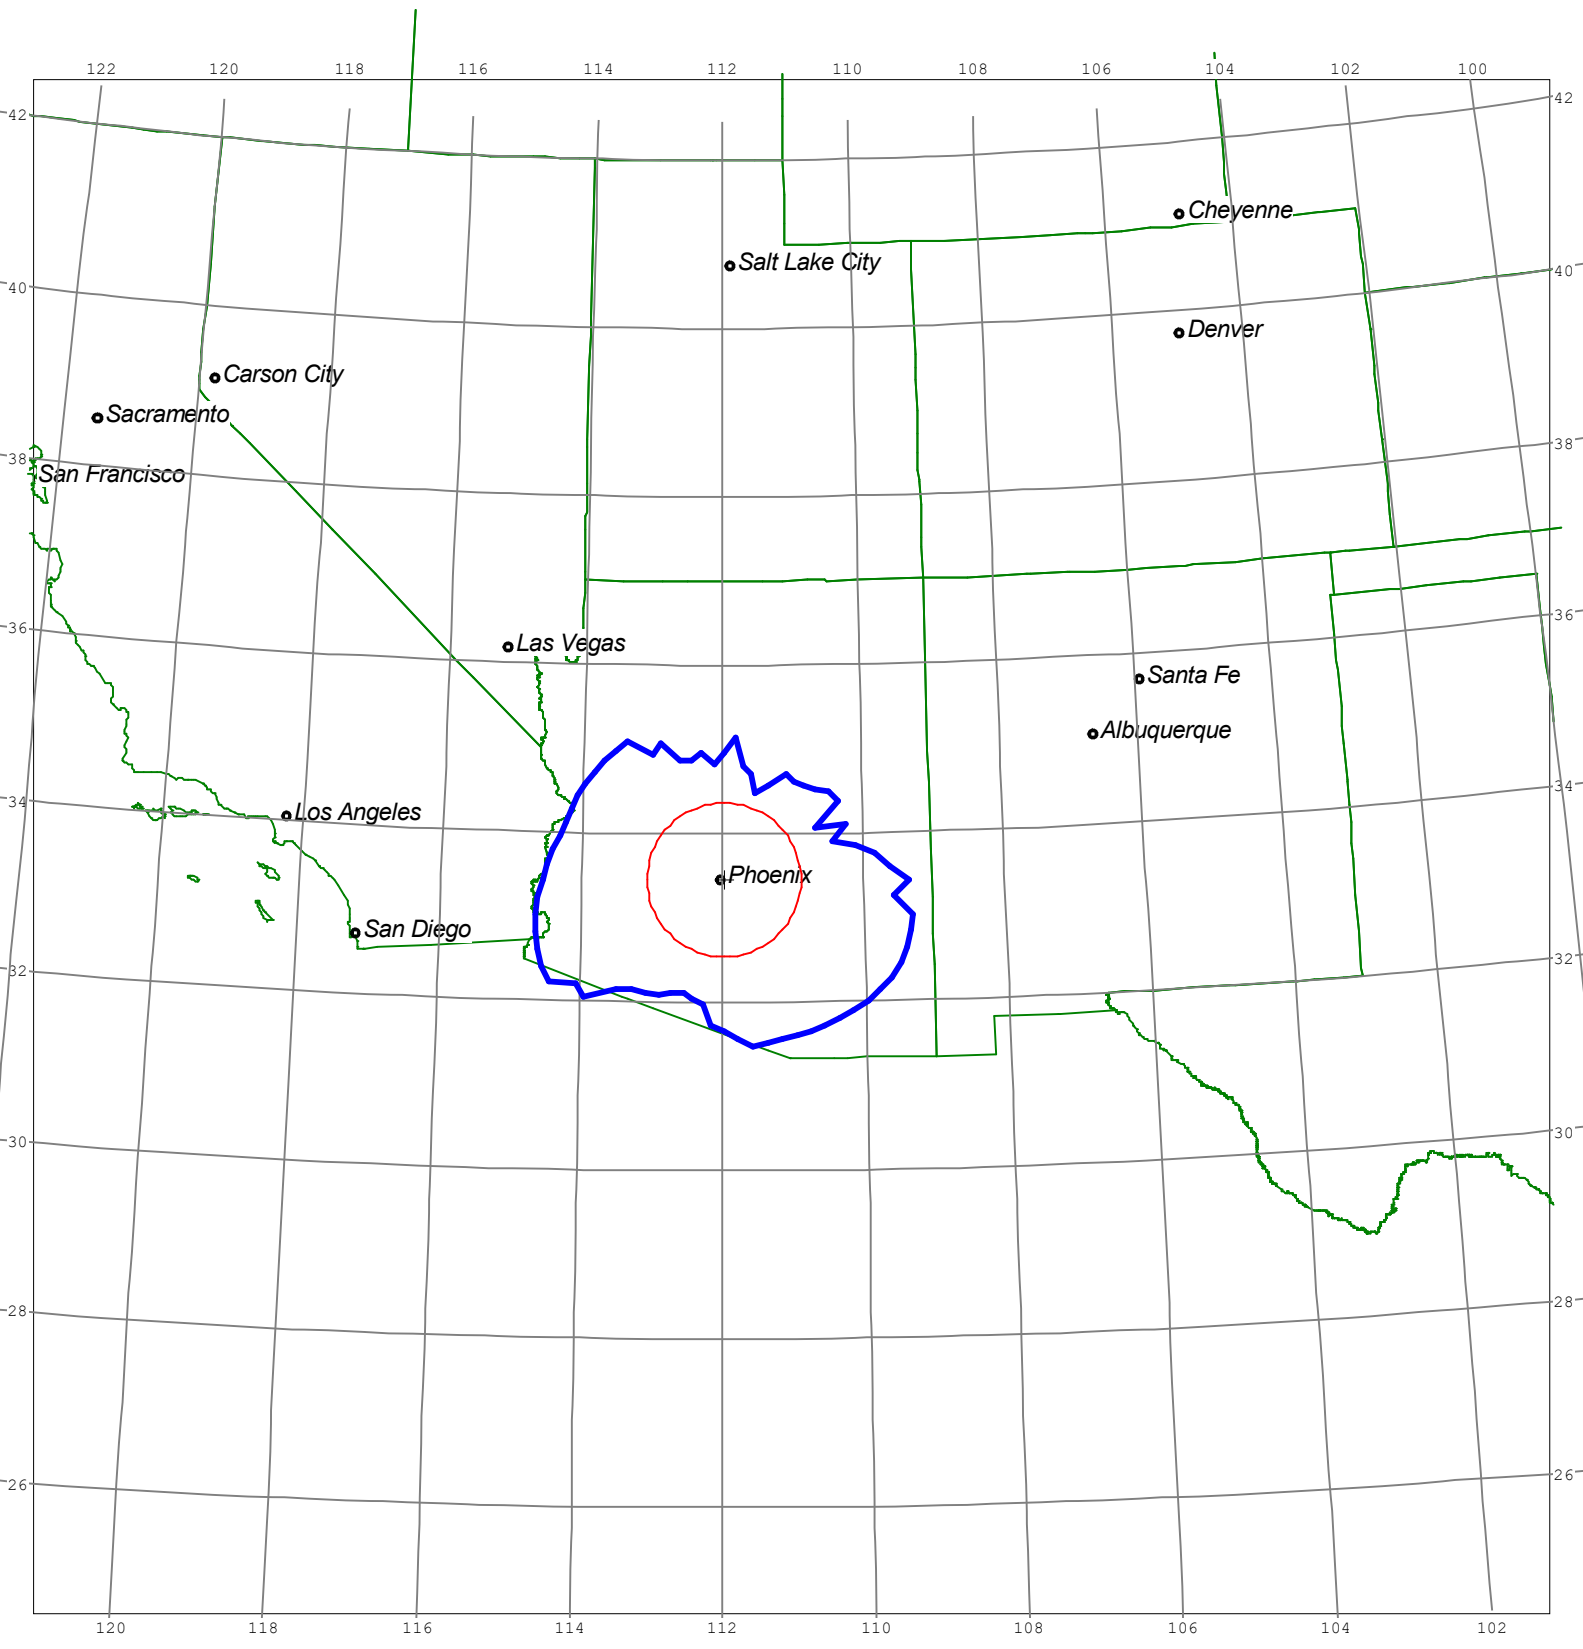 122 120 118 116 114 112 110 108 106 104 102 100
42 42
Cheyenne
Salt Lake City
40 40
Denver
Carson City
Sacramento
38 38
San Francisco
36 36
Las Vegas
Santa Fe
Albuquerque
34 34
Los Angeles
Phoenix
San Diego
32 32
30 30
28 28
26 26
120 118 116 114 112 110 108 106 104 102